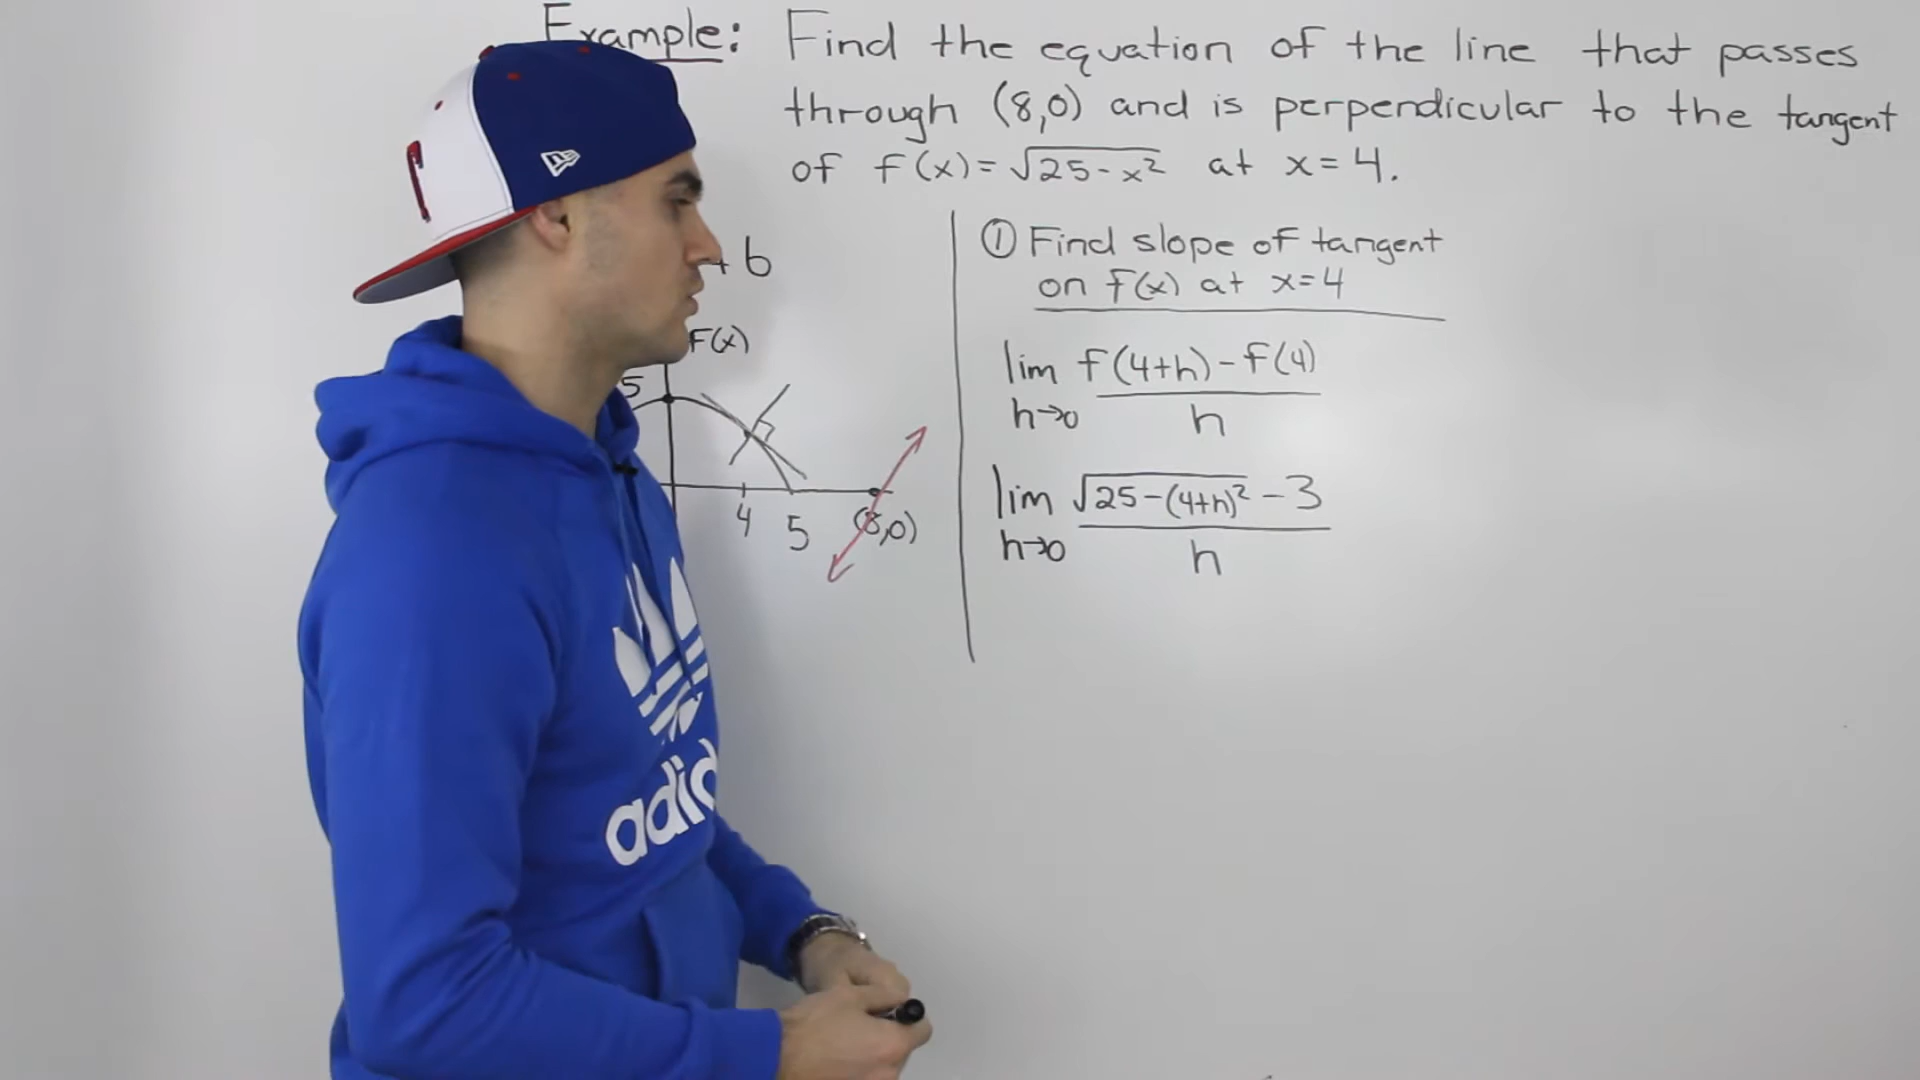 Example: Find the equation of the line that passes
through (8,0) and is perpendicular to the tangent
of f(x)=√25-x² at x=4.
+ b
F(x)
5
4
5
(8,0)
① Find slope of tangent
on f(x) at x=4
lim f(4+h)-f(4)
h→0 h
lim √25-(4+h)² - 3
h→0 h